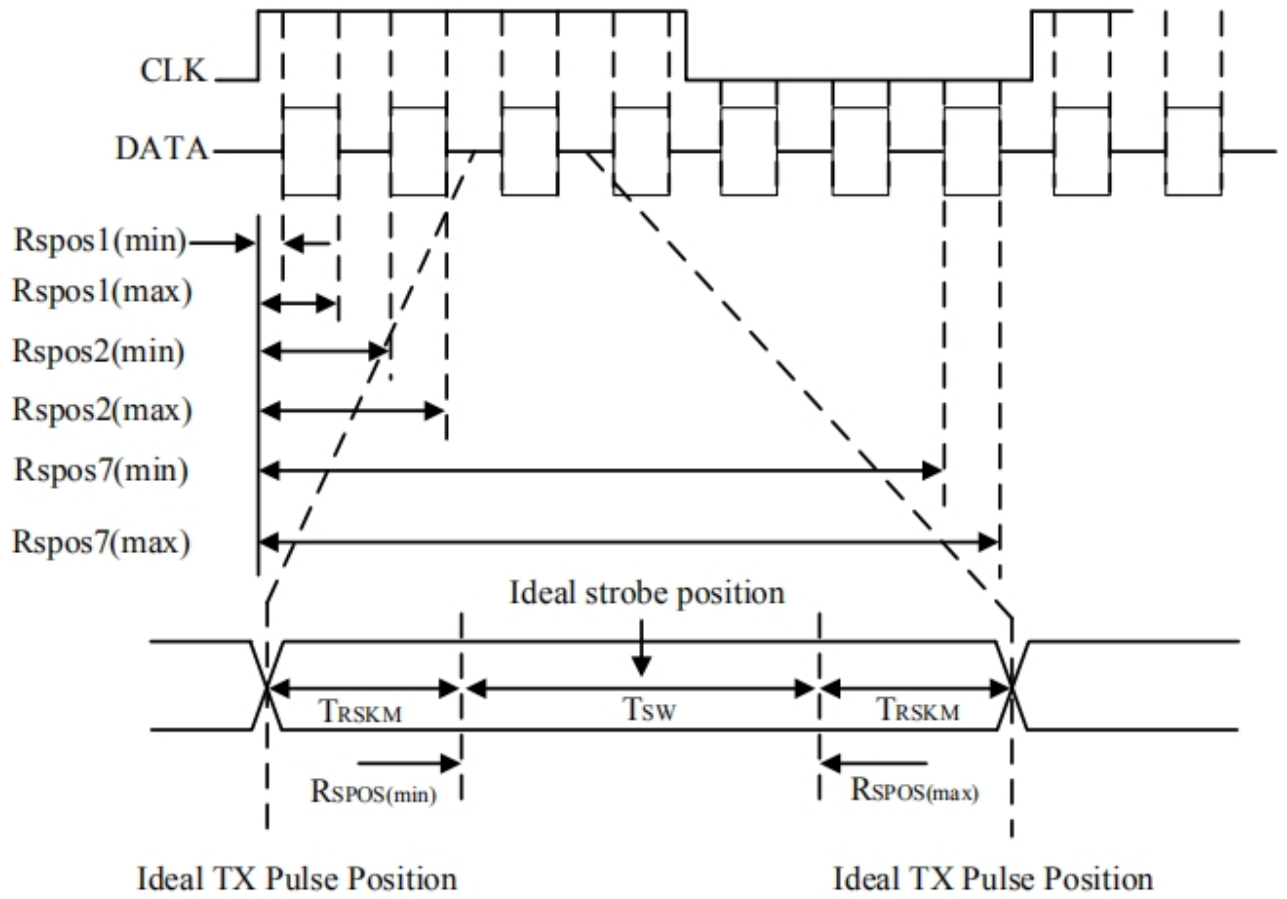 CLK
DATA
Rspos1(min)
Rspos1(max)
Rspos2(min)
Rspos2(max)
Rspos7(min)
Rspos7(max)
Ideal strobe position
TRSKM
TSW
TRSKM
RSPOS(min)
RSPOS(max)
Ideal TX Pulse Position
Ideal TX Pulse Position